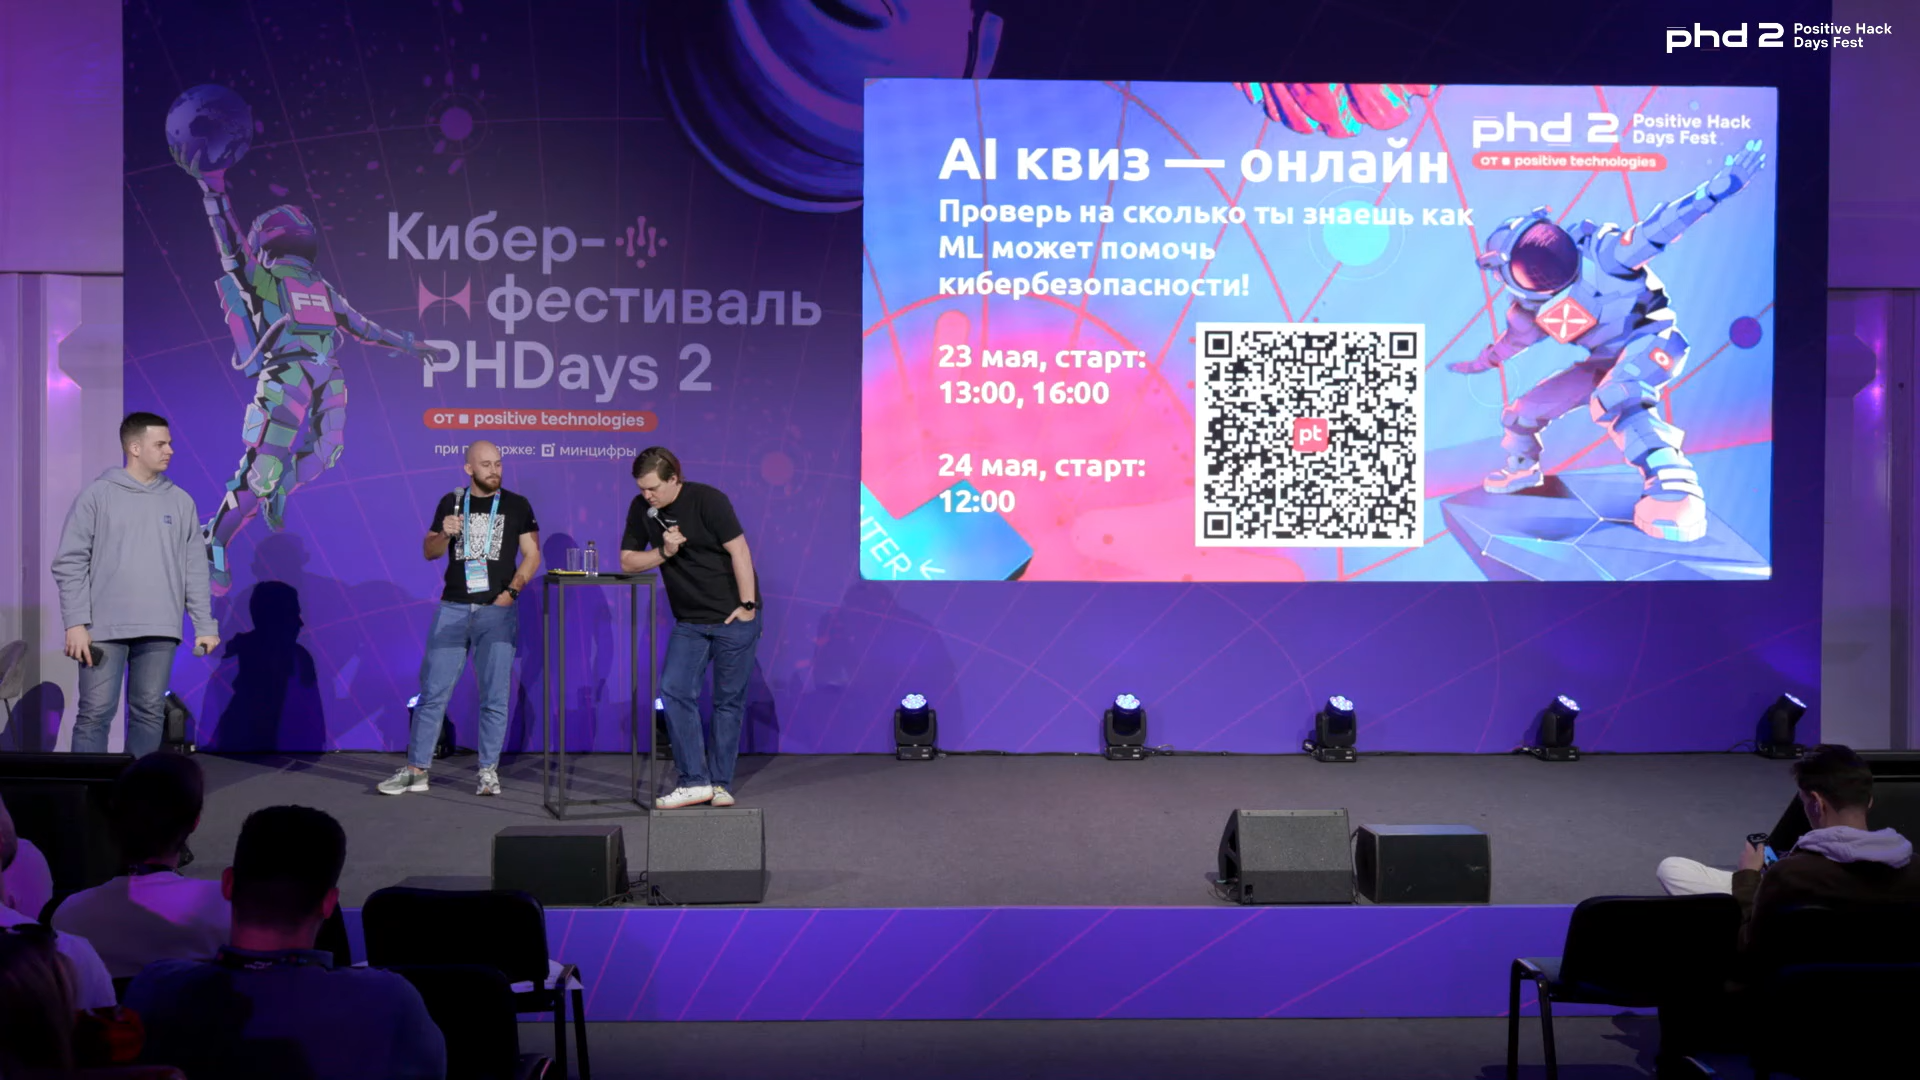 phd 2 Positive Hack
Days Fest
Кибер-
фестиваль
PHDays 2
от positive technologies
при минцифры
AI квиз — онлайн
Проверь на сколько ты знаешь как
ML может помочь
кибербезопасности!
23 мая, старт:
13:00, 16:00
24 мая, старт:
12:00
phd 2 Positive Hack
Days Fest
от positive technologies
pt